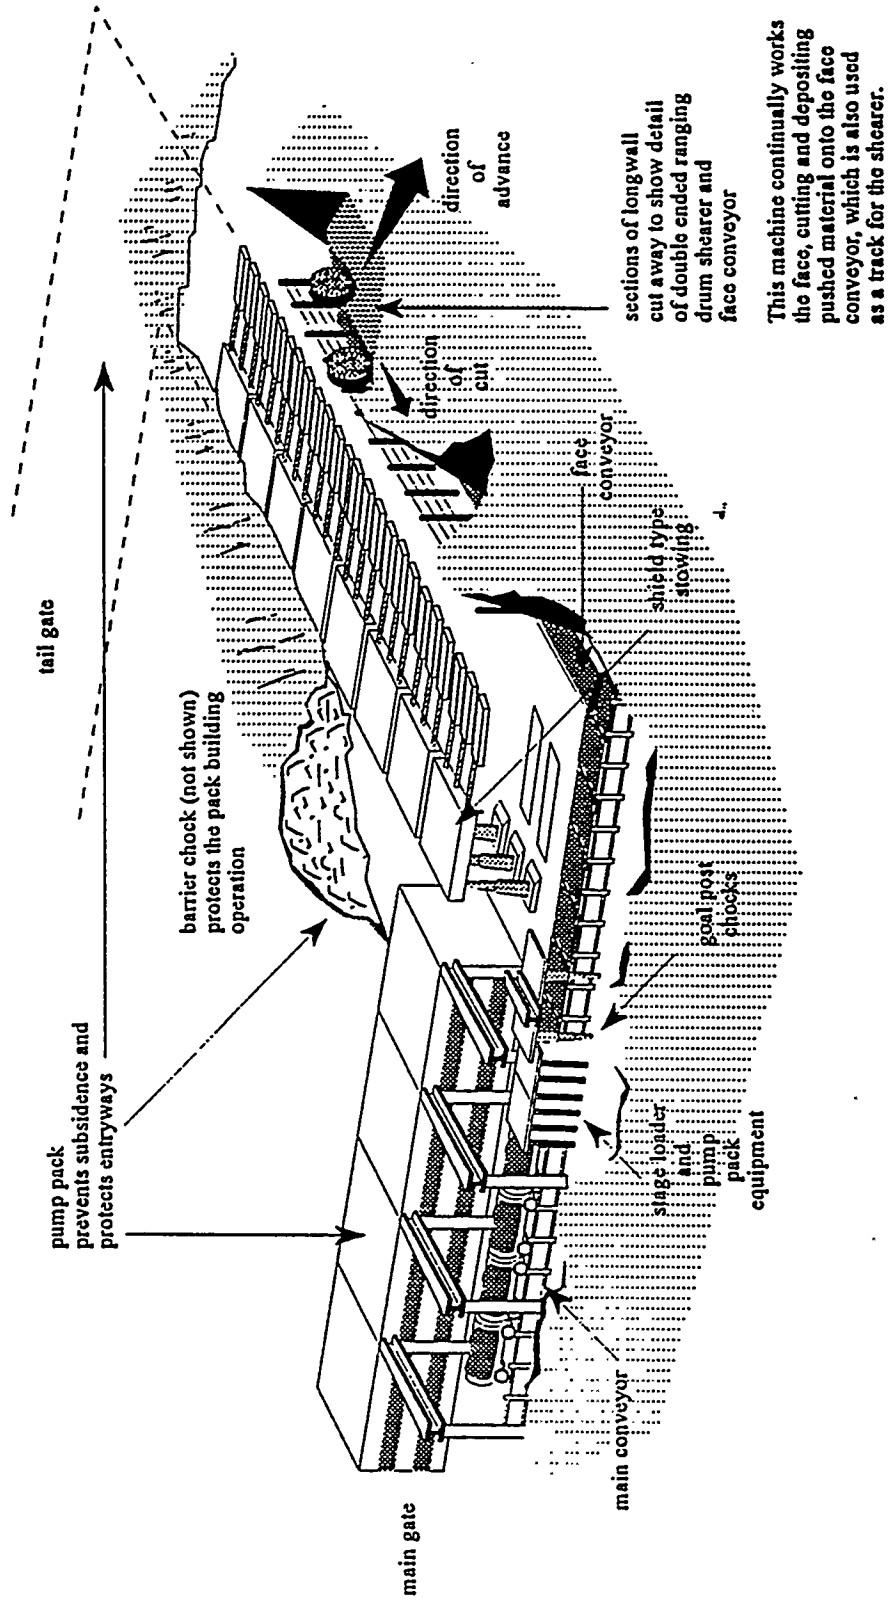 tail gate
pump pack
prevents subsidence and
protects entryways
barrier chock (not shown)
protects the pack building
operation
main gate
direction
of
advance
direction
of
cut
face
conveyor
shield type
stowing
goal post
chocks
stage loader
and
pump
pack
equipment
main conveyor
sections of longwall
cut away to show detail
of double ended ranging
drum shearer and
face conveyor
This machine continually works
the face, cutting and depositing
pushed material onto the face
conveyor, which is also used
as a track for the shearer.